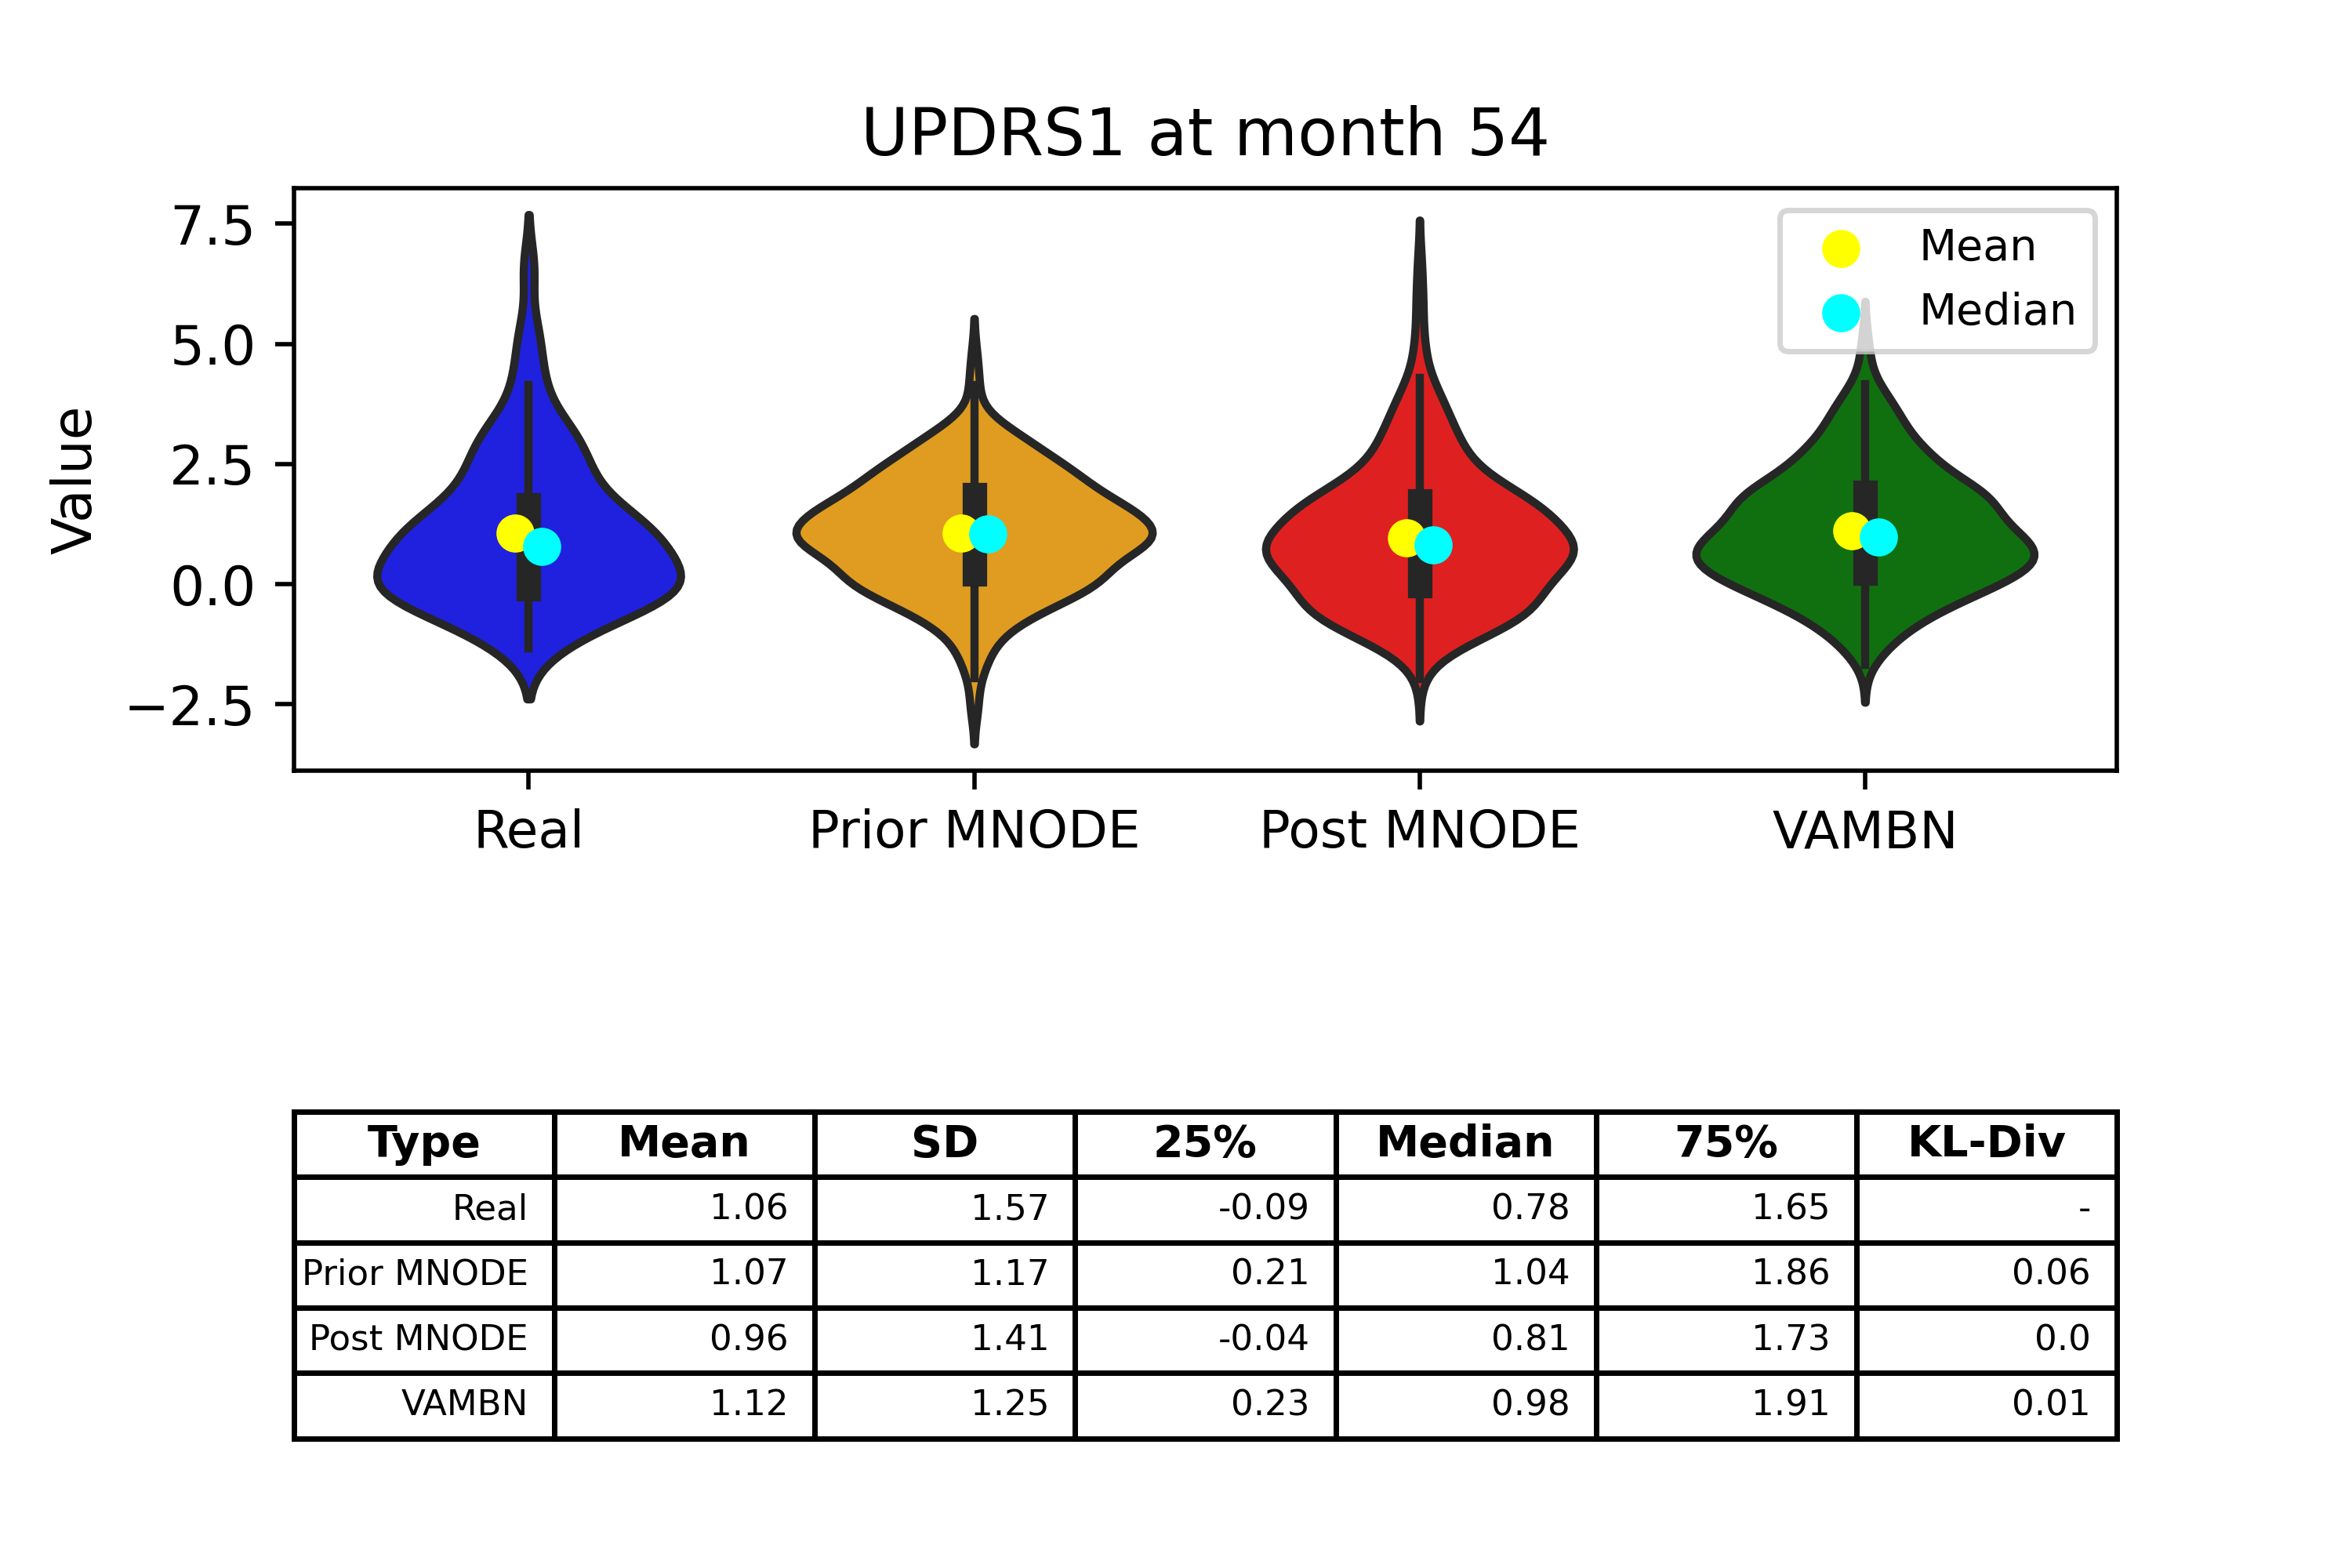 UPDRS1 at month 54
Value
7.5
5.0
2.5
0.0
−2.5
Mean
Median
Real Prior MNODE Post MNODE VAMBN
Type Mean SD 25% Median 75% KL-Div
Real 1.06 1.57 -0.09 0.78 1.65 -
Prior MNODE 1.07 1.17 0.21 1.04 1.86 0.06
Post MNODE 0.96 1.41 -0.04 0.81 1.73 0.0
VAMBN 1.12 1.25 0.23 0.98 1.91 0.01